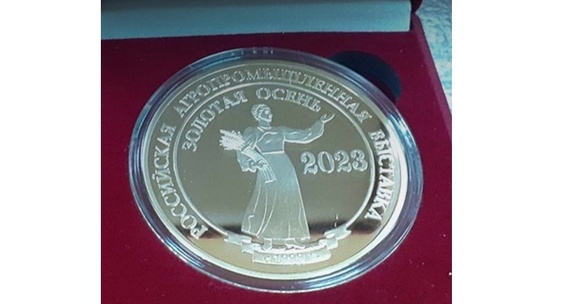 РОССИЙСКАЯ АГРОПРОМЫШЛЕННАЯ ВЫСТАВКА
ЗОЛОТАЯ ОСЕНЬ
2023